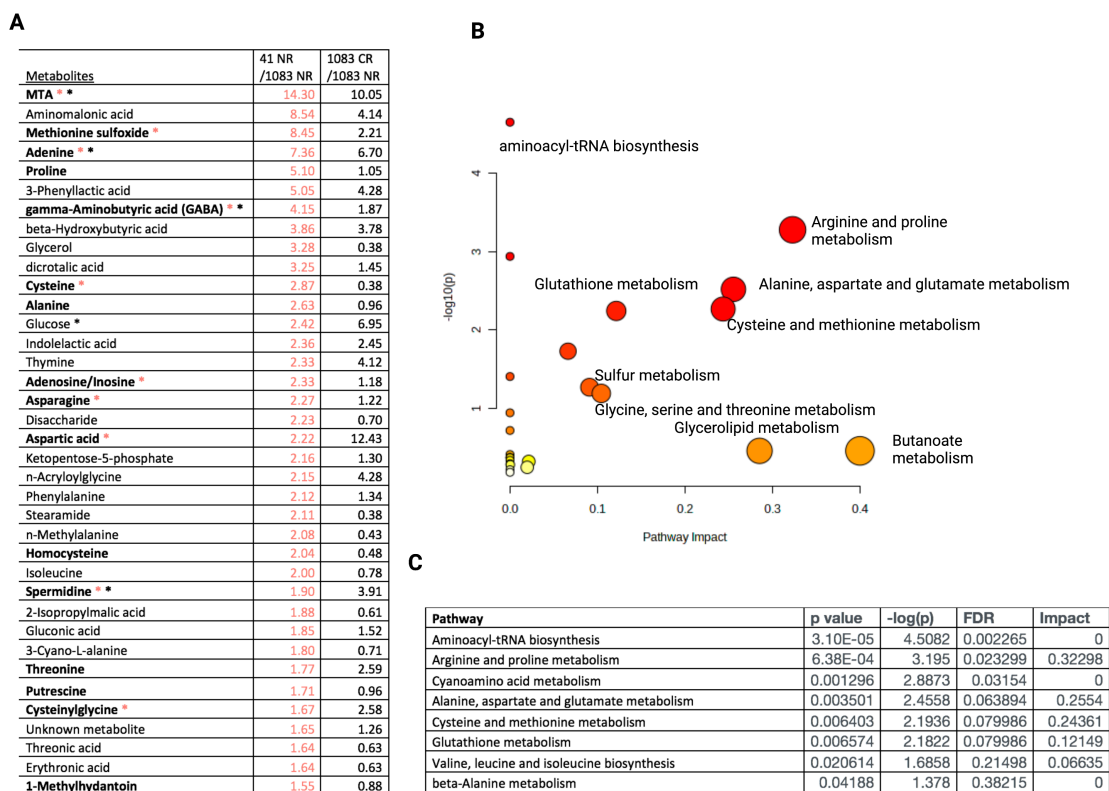 A
Metabolites 41 NR /1083 NR 1083 CR /1083 NR
MTA * * 14.30 10.05
Aminomalonic acid 8.54 4.14
Methionine sulfoxide * 8.45 2.21
Adenine * * 7.36 6.70
Proline 5.10 1.05
3-Phenyllactic acid 5.05 4.28
gamma-Aminobutyric acid (GABA) * * 4.15 1.87
beta-Hydroxybutyric acid 3.86 3.78
Glycerol 3.28 0.38
dicrotalic acid 3.25 1.45
Cysteine * 2.87 0.38
Alanine 2.63 0.96
Glucose * 2.42 6.95
Indolelactic acid 2.36 2.45
Thymine 2.33 4.12
Adenosine/Inosine * 2.33 1.18
Asparagine * 2.27 1.22
Disaccharide 2.23 0.70
Aspartic acid * 2.22 12.43
Ketopentose-5-phosphate 2.16 1.30
n-Acryloylglycine 2.15 4.28
Phenylalanine 2.12 1.34
Stearamide 2.11 0.38
n-Methylalanine 2.08 0.43
Homocysteine 2.04 0.48
Isoleucine 2.00 0.78
Spermidine * * 1.90 3.91
2-Isopropylmalic acid 1.88 0.61
Gluconic acid 1.85 1.52
3-Cyano-L-alanine 1.80 0.71
Threonine 1.77 2.59
Putrescine 1.71 0.96
Cysteinylglycine * 1.67 2.58
Unknown metabolite 1.65 1.26
Threonic acid 1.64 0.63
Erythronic acid 1.64 0.63
1-Methylhydantoin 1.55 0.88
B
aminoacyl-tRNA biosynthesis
4
Arginine and proline
metabolism
3
Glutathione metabolism
Alanine, aspartate and glutamate metabolism
-log10(p)
Cysteine and methionine metabolism
2
Sulfur metabolism
Glycine, serine and threonine metabolism
1
Glycerolipid metabolism
Butanoate
metabolism
0.0 0.1 0.2 0.3 0.4
Pathway Impact
C
Pathway p value -log(p) FDR Impact
Aminoacyl-tRNA biosynthesis 3.10E-05 4.5082 0.002265 0
Arginine and proline metabolism 6.38E-04 3.195 0.023299 0.32298
Cyanoamino acid metabolism 0.001296 2.8873 0.03154 0
Alanine, aspartate and glutamate metabolism 0.003501 2.4558 0.063894 0.2554
Cysteine and methionine metabolism 0.006403 2.1936 0.079986 0.24361
Glutathione metabolism 0.006574 2.1822 0.079986 0.12149
Valine, leucine and isoleucine biosynthesis 0.020614 1.6858 0.21498 0.06635
beta-Alanine metabolism 0.04188 1.378 0.38215 0